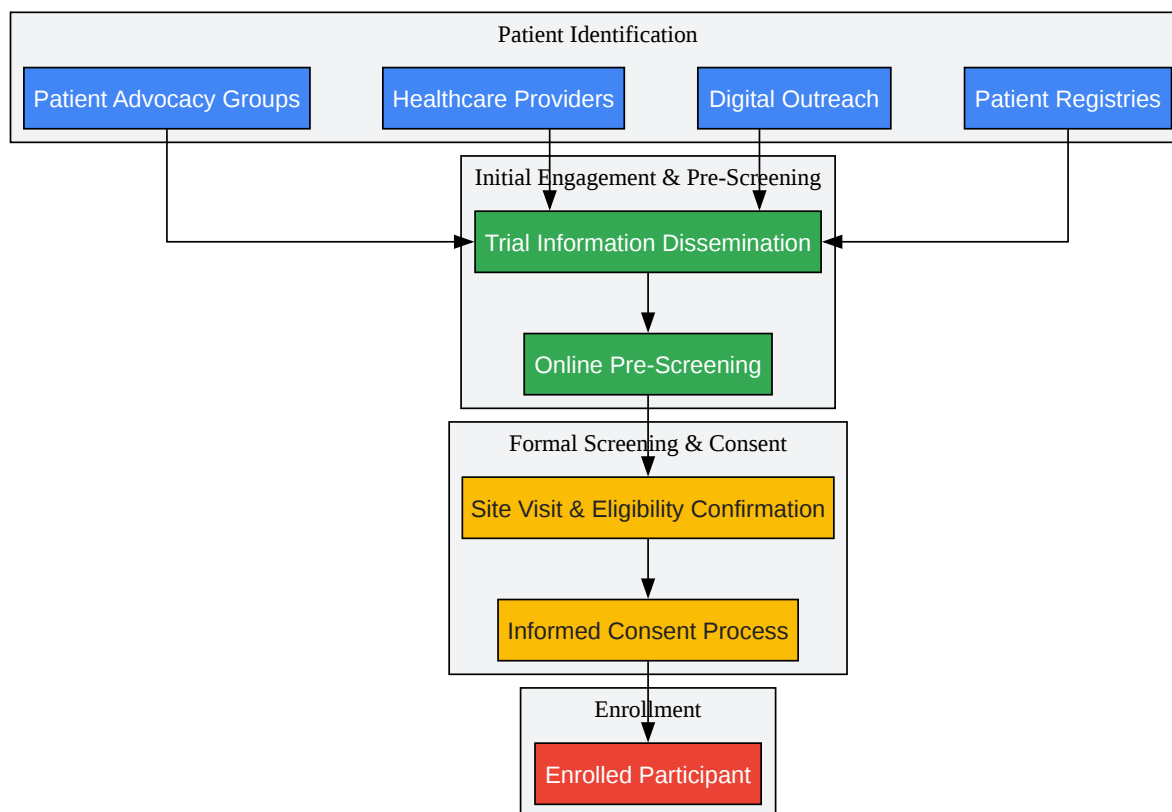 Patient Identification
Patient Advocacy Groups
Healthcare Providers
Digital Outreach
Patient Registries
Initial Engagement & Pre-Screening
Trial Information Dissemination
Online Pre-Screening
Formal Screening & Consent
Site Visit & Eligibility Confirmation
Informed Consent Process
Enrollment
Enrolled Participant